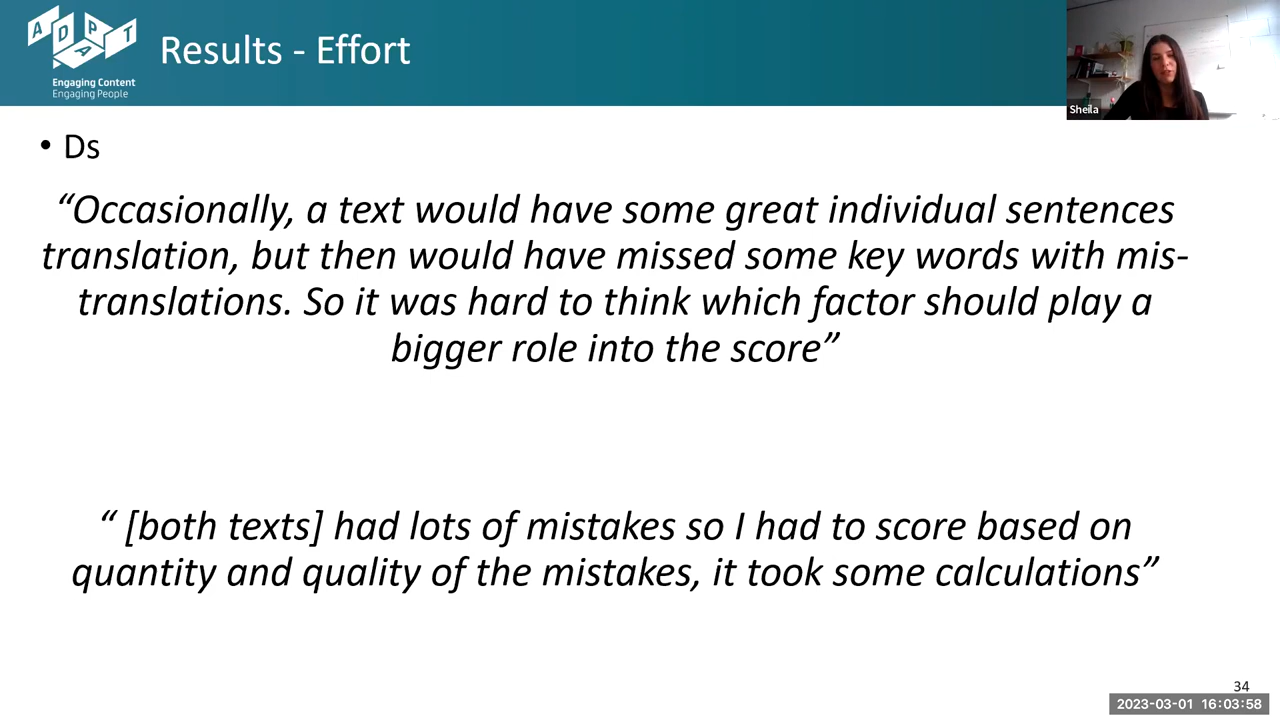 ADAPT
Engaging Content
Engaging People
Results - Effort
Sheila
• Ds
“Occasionally, a text would have some great individual sentences
translation, but then would have missed some key words with mis-
translations. So it was hard to think which factor should play a
bigger role into the score”
“ [both texts] had lots of mistakes so I had to score based on
quantity and quality of the mistakes, it took some calculations”
34
2023-03-01 16:03:58